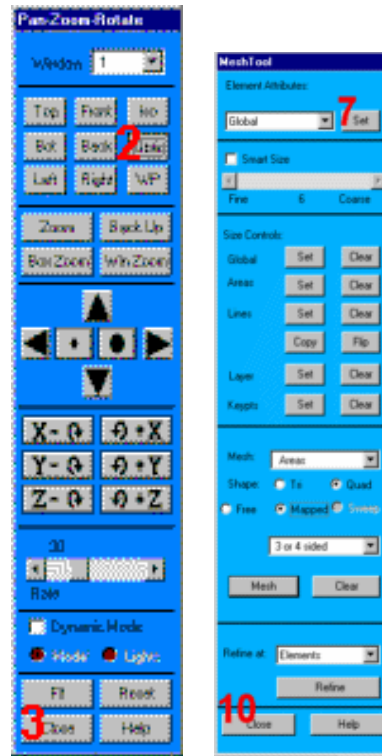 Pan-Zoom-Rotate
Window 1
Top Front Iso
Bot Back 2
Left Right WP
Zoom Back Up
Box Zoom Win Zoom
X- +X
Y- +Y
Z- +Z
30
Rate
Dynamic Mode
Model Lights
Fit Reset
3 Close Help
MeshTool
Element Attributes:
Global 7 Set
Smart Size
Fine 6 Coarse
Size Controls:
Global Set Clear
Areas Set Clear
Lines Set Clear
Copy Flip
Layer Set Clear
Keypts Set Clear
Mesh: Areas
Shape: Tri Quad
Free Mapped Sweep
3 or 4 sided
Mesh Clear
Refine at: Elements
Refine
10 Close Help